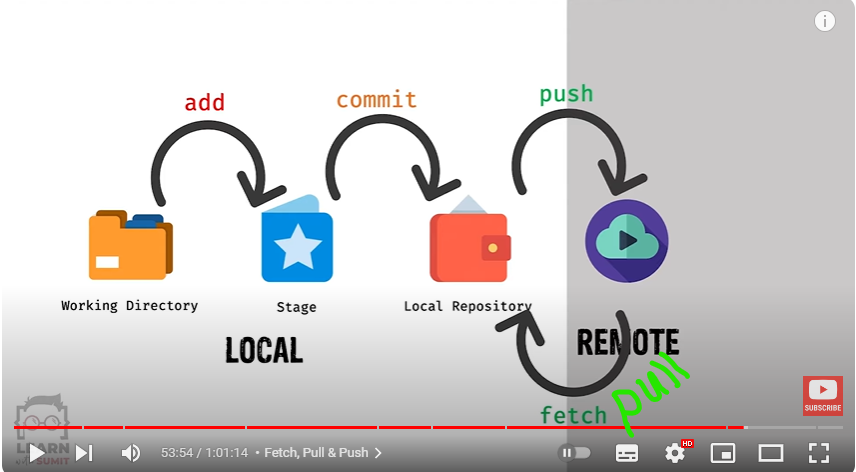 add
commit
push
Working Directory
Stage
Local Repository
LOCAL
REMOTE
pull
fetch
SUBSCRIBE
LEARN
with SUMIT
53:54 / 1:01:14 • Fetch, Pull & Push
HD